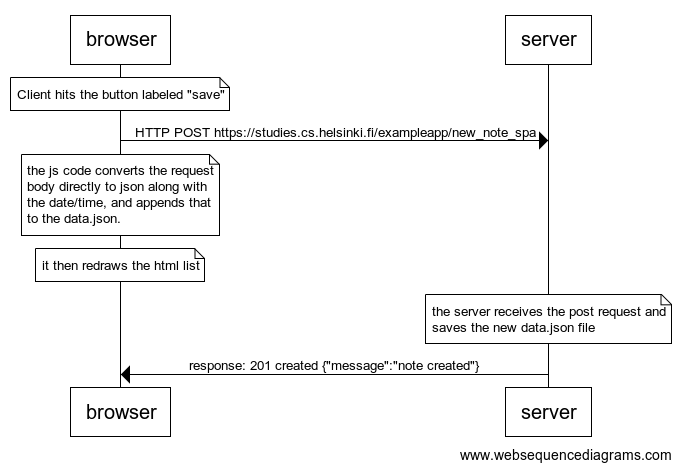 browser
server
Client hits the button labeled "save"
HTTP POST https://studies.cs.helsinki.fi/exampleapp/new_note_spa
the js code converts the request
body directly to json along with
the date/time, and appends that
to the data.json.
it then redraws the html list
the server receives the post request and
saves the new data.json file
response: 201 created {"message":"note created"}
browser
server
www.websequencediagrams.com